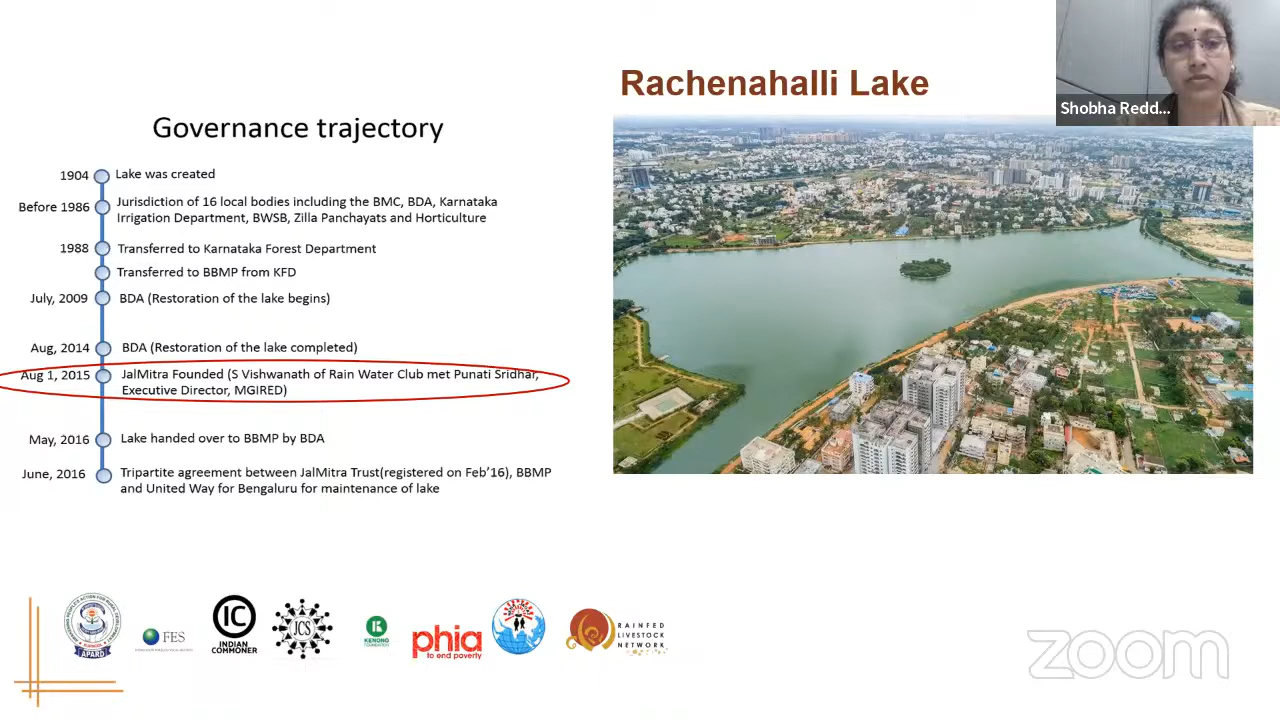 Rachenahalli Lake
Shobha Redd...
Governance trajectory
1904 Lake was created
Before 1986 Jurisdiction of 16 local bodies including the BMC, BDA, Karnataka
Irrigation Department, BWSB, Zilla Panchayats and Horticulture
1988 Transferred to Karnataka Forest Department
Transferred to BBMP from KFD
July, 2009 BDA (Restoration of the lake begins)
Aug, 2014 BDA (Restoration of the lake completed)
Aug 1, 2015 JalMitra Founded (S Vishwanath of Rain Water Club met Punati Sridhar,
Executive Director, MGIRED)
May, 2016 Lake handed over to BBMP by BDA
June, 2016 Tripartite agreement between JalMitra Trust(registered on Feb'16), BBMP
and United Way for Bengaluru for maintenance of lake
APARD
FES
IC
INDIAN
COMMONER
JCS
KENONO
FOUNDATION
phia
to end poverty
RAINFED
LIVESTOCK
NETWORK
zoom